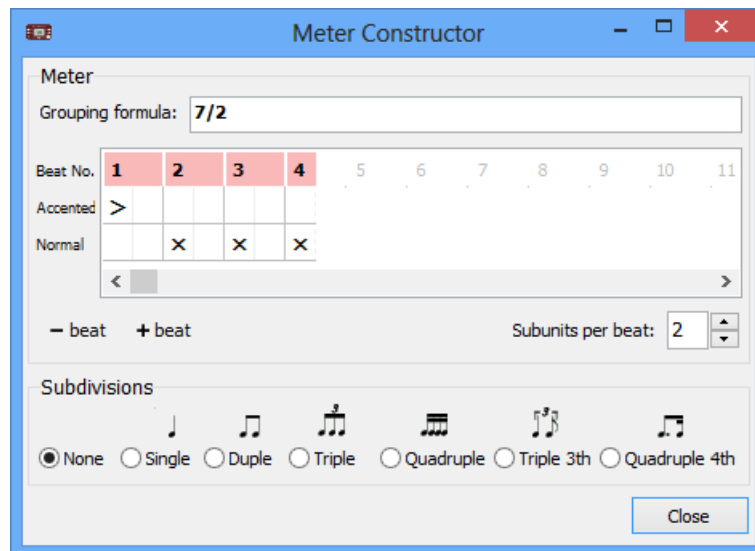 Meter Constructor
Meter
Grouping formula: 7/2
Beat No. 1 2 3 4 5 6 7 8 9 10 11
Accented >
Normal × × ×
− beat + beat Subunits per beat: 2
Subdivisions
3 3
None Single Duple Triple Quadruple Triple 3th Quadruple 4th
Close